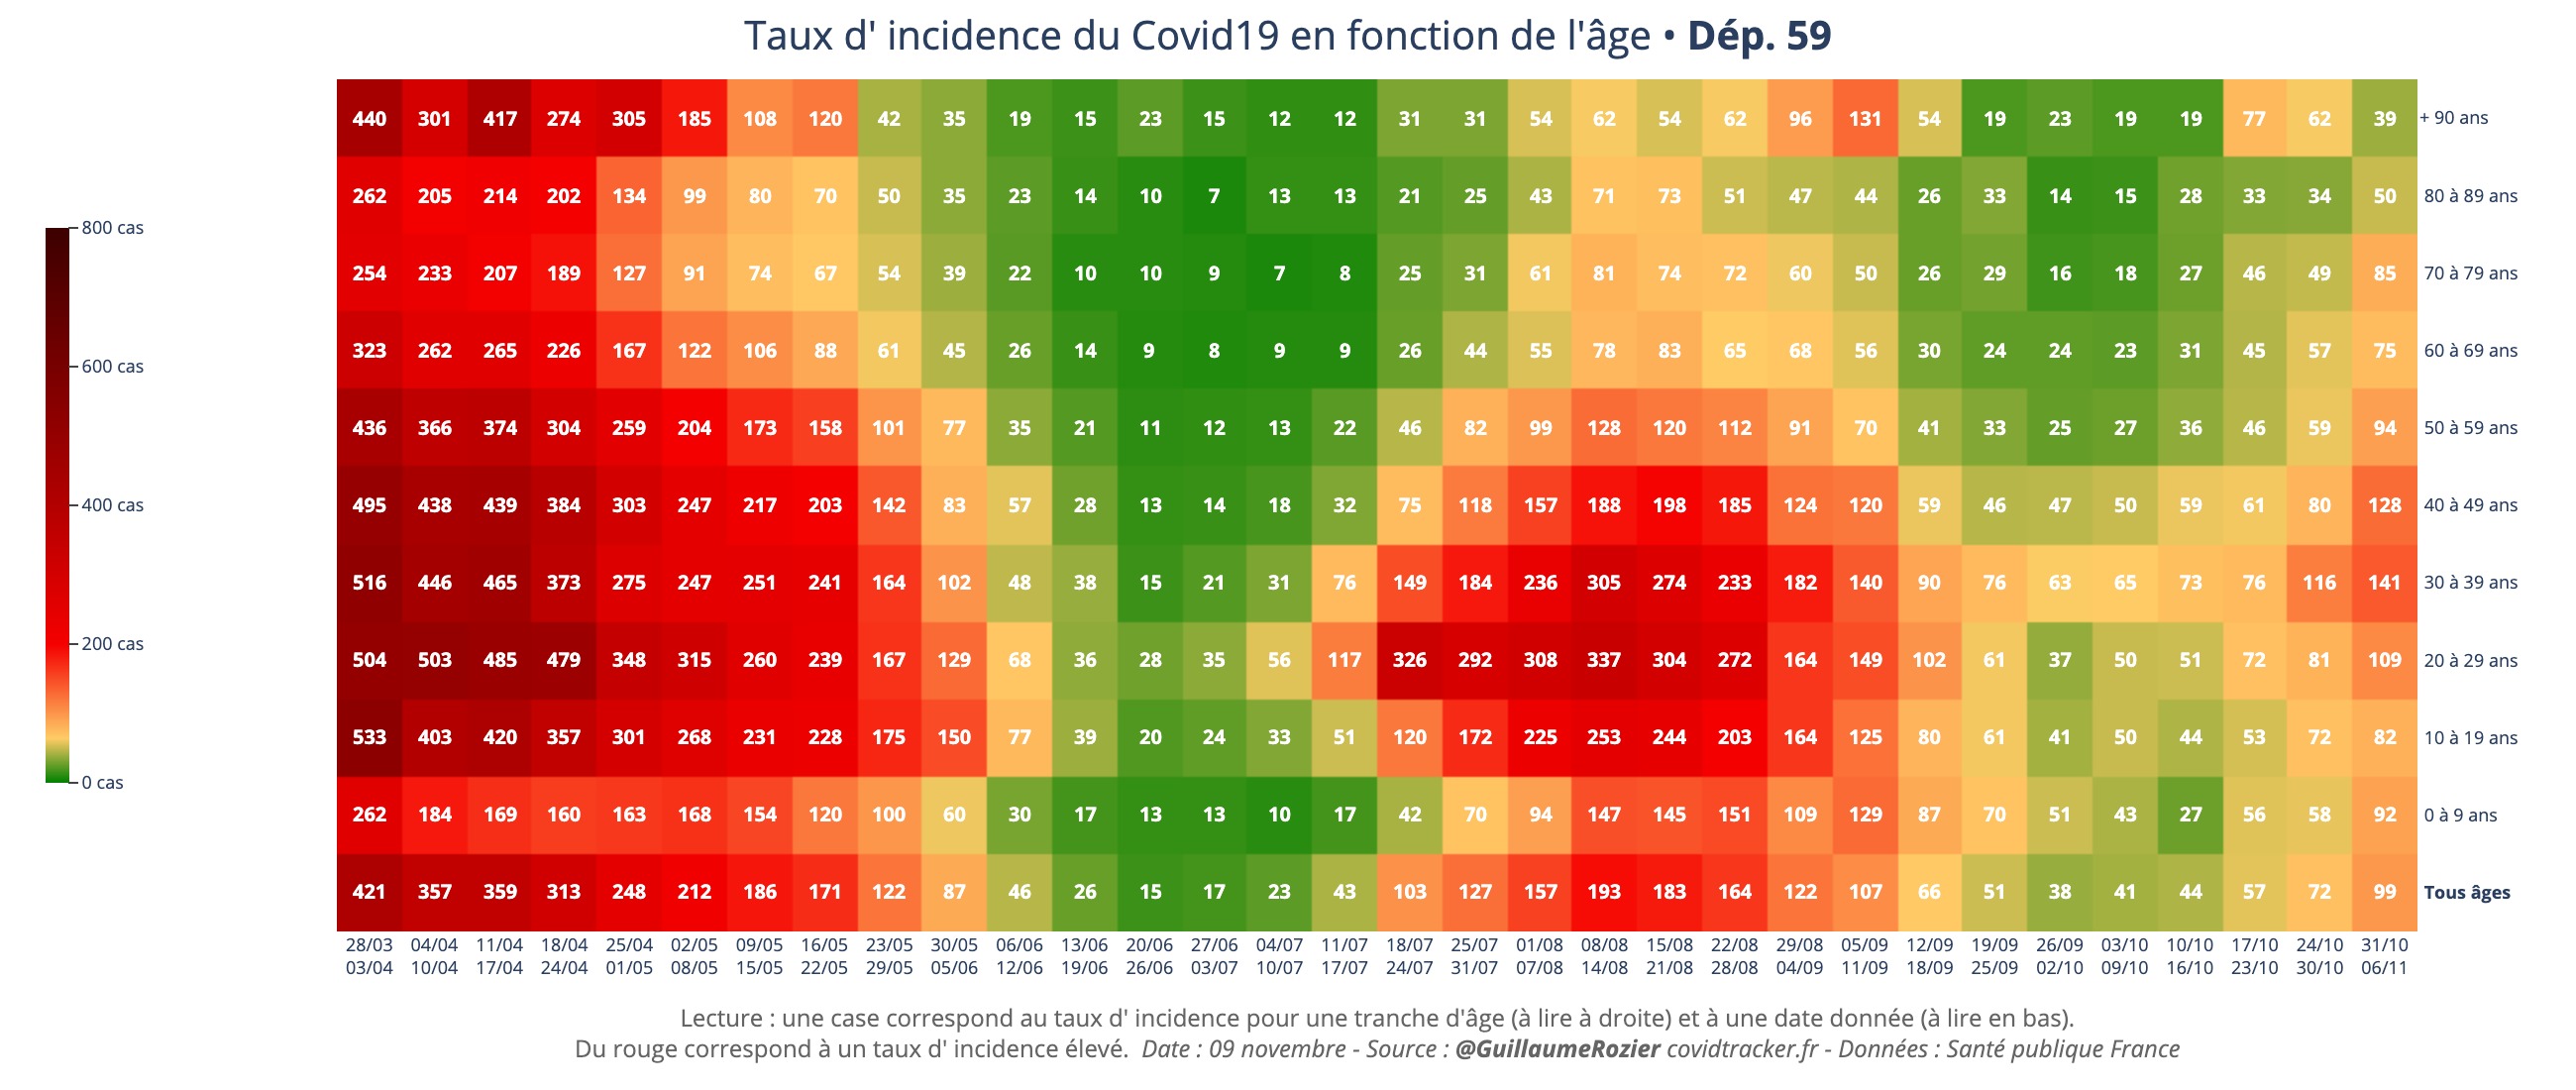 Taux d' incidence du Covid19 en fonction de l'âge • Dép. 59
800 cas
600 cas
400 cas
200 cas
0 cas
440 301 417 274 305 185 108 120 42 35 19 15 23 15 12 12 31 31 54 62 54 62 96 131 54 19 23 19 19 77 62 39 + 90 ans
262 205 214 202 134 99 80 70 50 35 23 14 10 7 13 13 21 25 43 71 73 51 47 44 26 33 14 15 28 33 34 50 80 à 89 ans
254 233 207 189 127 91 74 67 54 39 22 10 10 9 7 8 25 31 61 81 74 72 60 50 26 29 16 18 27 46 49 85 70 à 79 ans
323 262 265 226 167 122 106 88 61 45 26 14 9 8 9 9 26 44 55 78 83 65 68 56 30 24 24 23 31 45 57 75 60 à 69 ans
436 366 374 304 259 204 173 158 101 77 35 21 11 12 13 22 46 82 99 128 120 112 91 70 41 33 25 27 36 46 59 94 50 à 59 ans
495 438 439 384 303 247 217 203 142 83 57 28 13 14 18 32 75 118 157 188 198 185 124 120 59 46 47 50 59 61 80 128 40 à 49 ans
516 446 465 373 275 247 251 241 164 102 48 38 15 21 31 76 149 184 236 305 274 233 182 140 90 76 63 65 73 76 116 141 30 à 39 ans
504 503 485 479 348 315 260 239 167 129 68 36 28 35 56 117 326 292 308 337 304 272 164 149 102 61 37 50 51 72 81 109 20 à 29 ans
533 403 420 357 301 268 231 228 175 150 77 39 20 24 33 51 120 172 225 253 244 203 164 125 80 61 41 50 44 53 72 82 10 à 19 ans
262 184 169 160 163 168 154 120 100 60 30 17 13 13 10 17 42 70 94 147 145 151 109 129 87 70 51 43 27 56 58 92 0 à 9 ans
421 357 359 313 248 212 186 171 122 87 46 26 15 17 23 43 103 127 157 193 183 164 122 107 66 51 38 41 44 57 72 99 Tous âges
28/03 04/04 11/04 18/04 25/04 02/05 09/05 16/05 23/05 30/05 06/06 13/06 20/06 27/06 04/07 11/07 18/07 25/07 01/08 08/08 15/08 22/08 29/08 05/09 12/09 19/09 26/09 03/10 10/10 17/10 24/10 31/10
03/04 10/04 17/04 24/04 01/05 08/05 15/05 22/05 29/05 05/06 12/06 19/06 26/06 03/07 10/07 17/07 24/07 31/07 07/08 14/08 21/08 28/08 04/09 11/09 18/09 25/09 02/10 09/10 16/10 23/10 30/10 06/11
Lecture : une case correspond au taux d' incidence pour une tranche d'âge (à lire à droite) et à une date donnée (à lire en bas).
Du rouge correspond à un taux d' incidence élevé. Date : 09 novembre - Source : @GuillaumeRozier covidtracker.fr - Données : Santé publique France